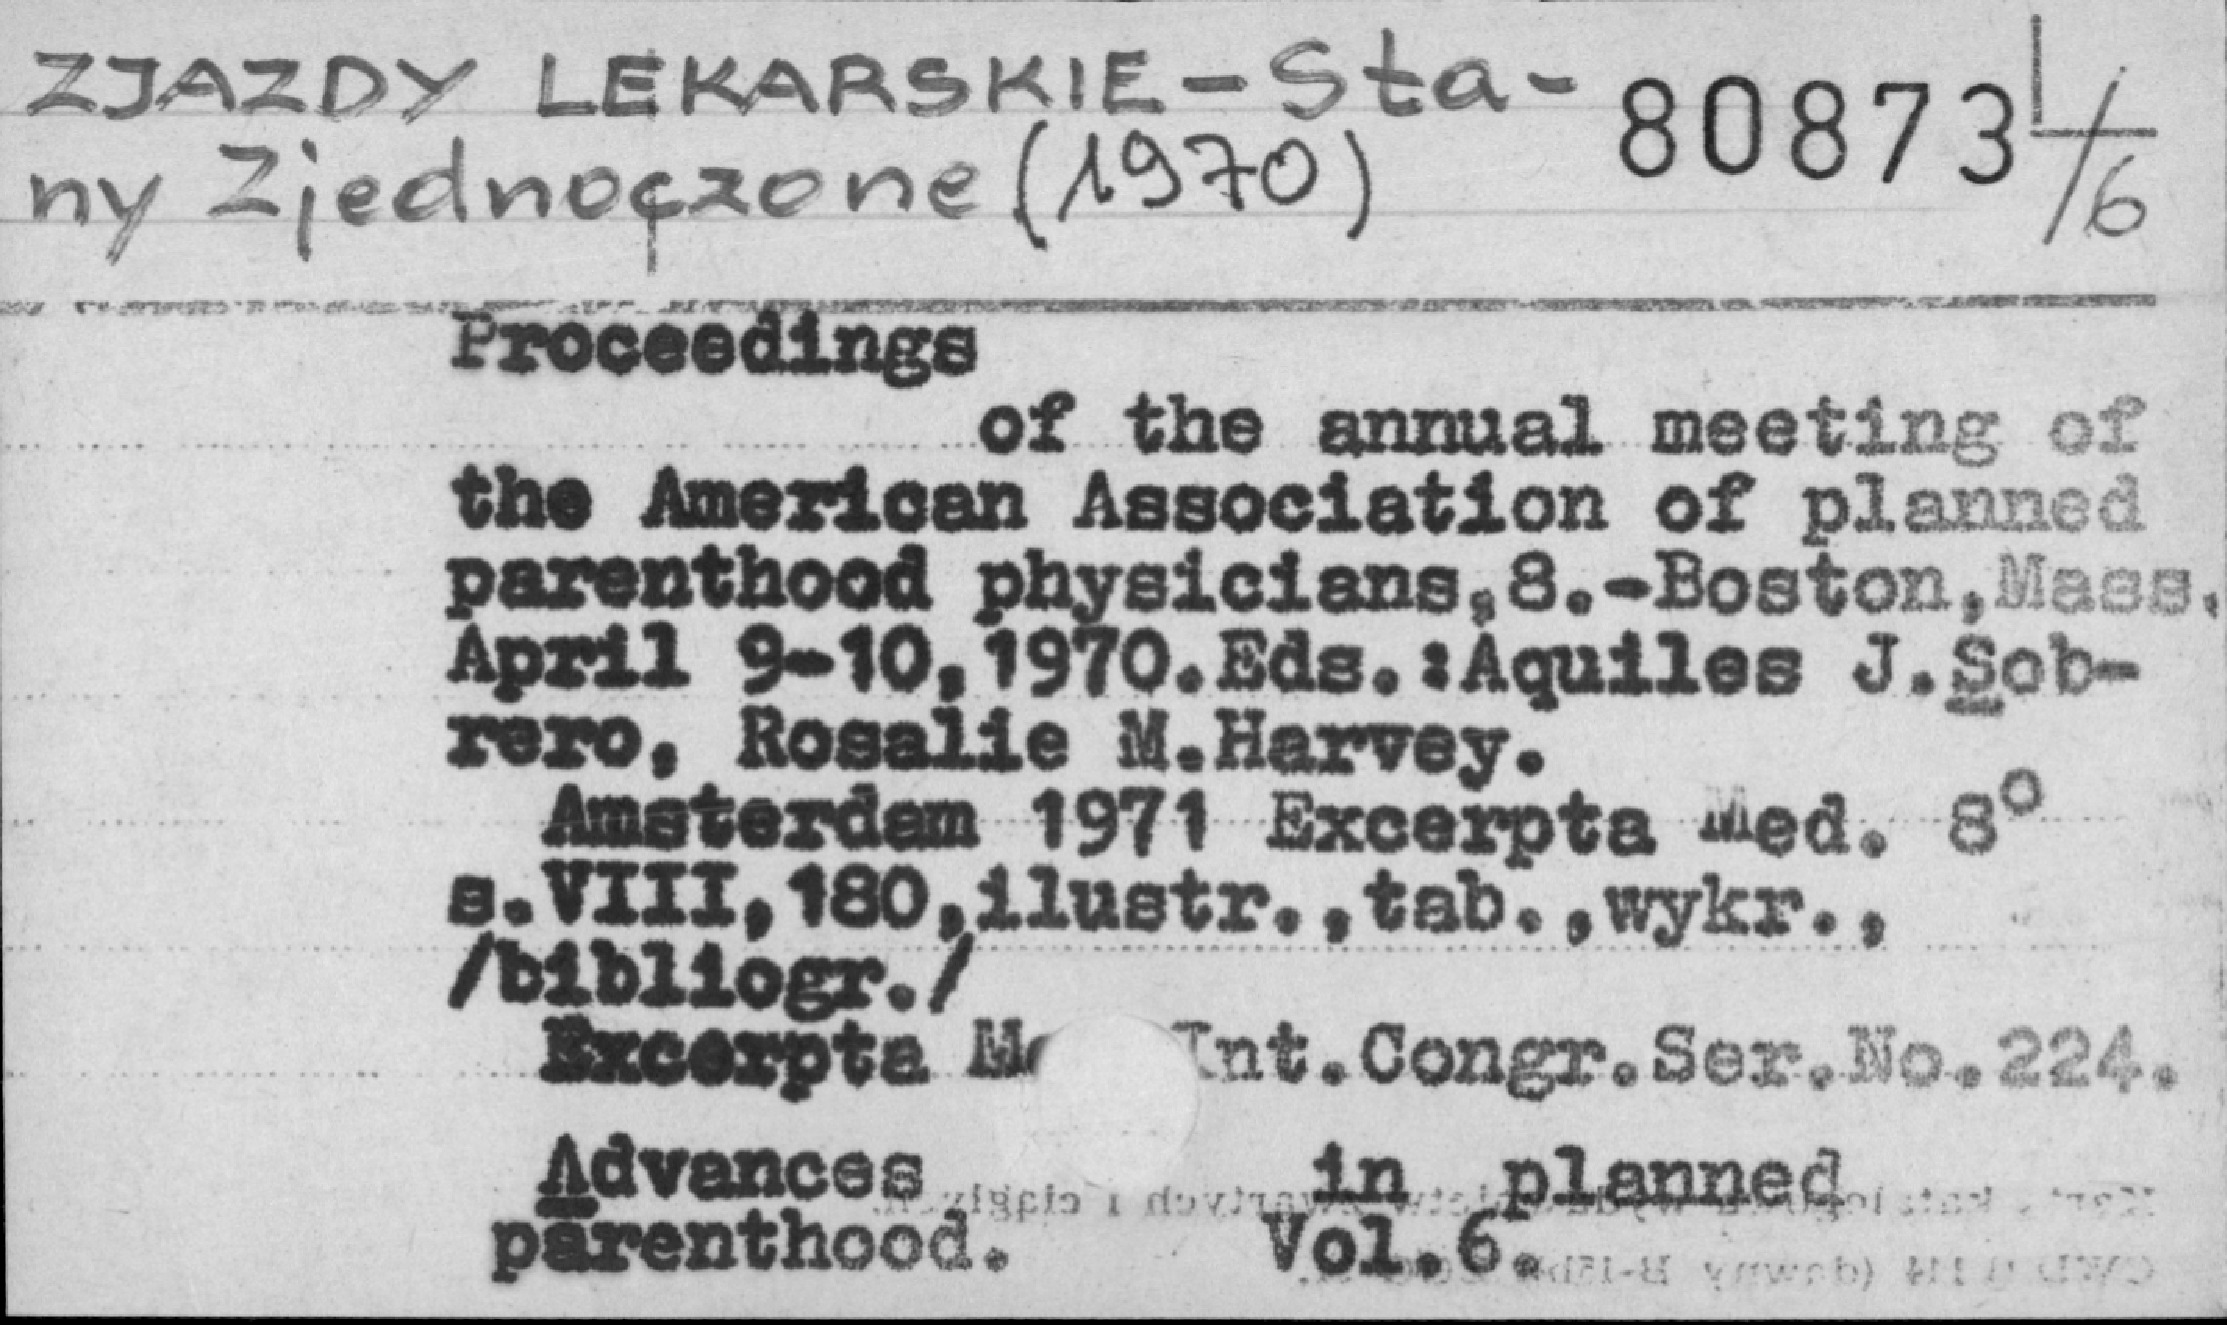 ZJAZDY LEKARSKIE - Sta- 80873 L/6
ny Zjednoczone (1970)
Proceedings
of the annual meeting of
the American Association of planned
parenthood physicians,8.-Boston,Mass.
April 9-10,1970.Eds.:Aquiles J.Sob-
rero, Rosalie M.Harvey.
Amsterdam 1971 Excerpta Med. 8°
s.VIII,180,ilustr.,tab.,wykr.,
/bibliogr./
Excerpta Int.Congr.Ser.No.224.
Advances in planned
parenthood. Vol.6.